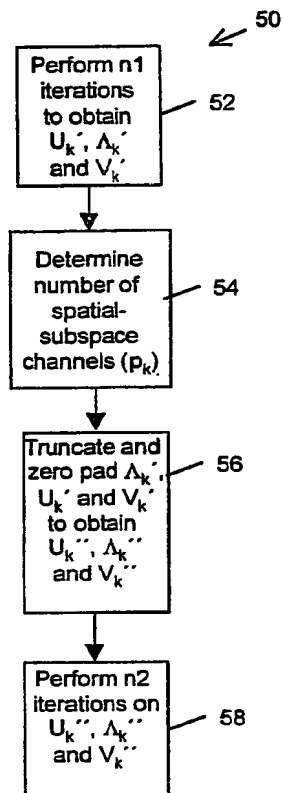 50
Perform n1
iterations
to obtain
Uₖ′, Λₖ′
and Vₖ′
52
Determine
number of
spatial-
subspace
channels (pₖ)
54
Truncate and
zero pad Λₖ′,
Uₖ′ and Vₖ′
to obtain
Uₖ′′, Λₖ′′
and Vₖ′′
56
Perform n2
iterations on
Uₖ′′, Λₖ′′
and Vₖ′′
58